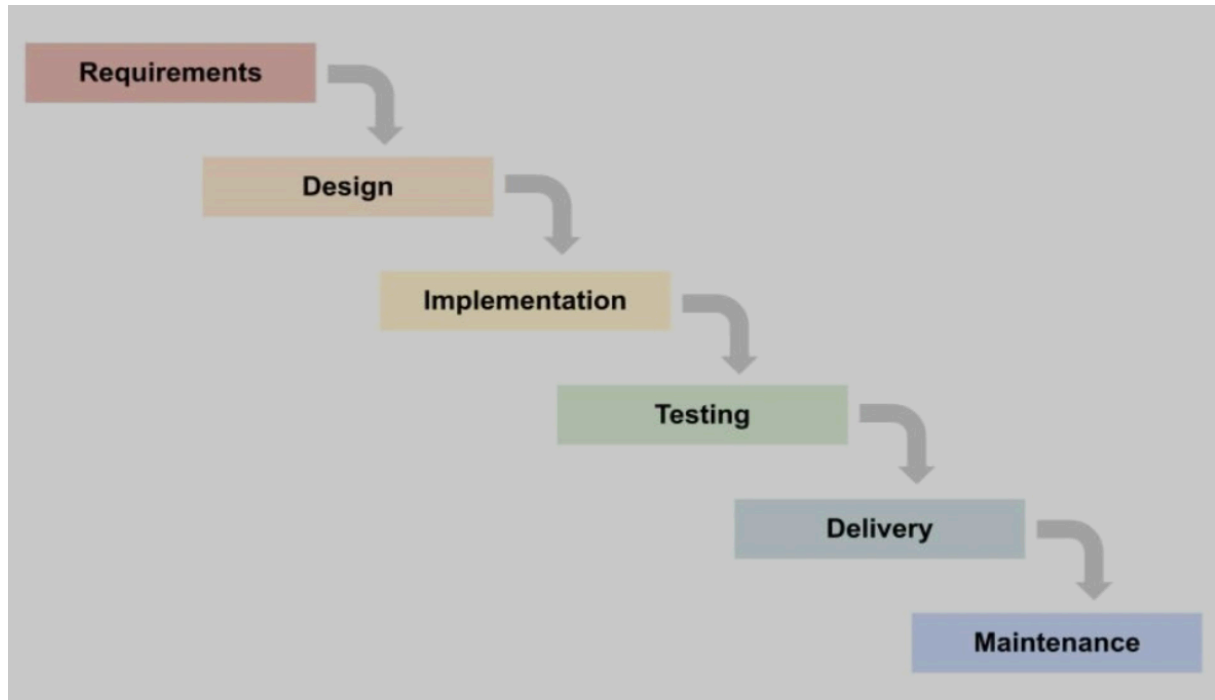 Requirements
Design
Implementation
Testing
Delivery
Maintenance